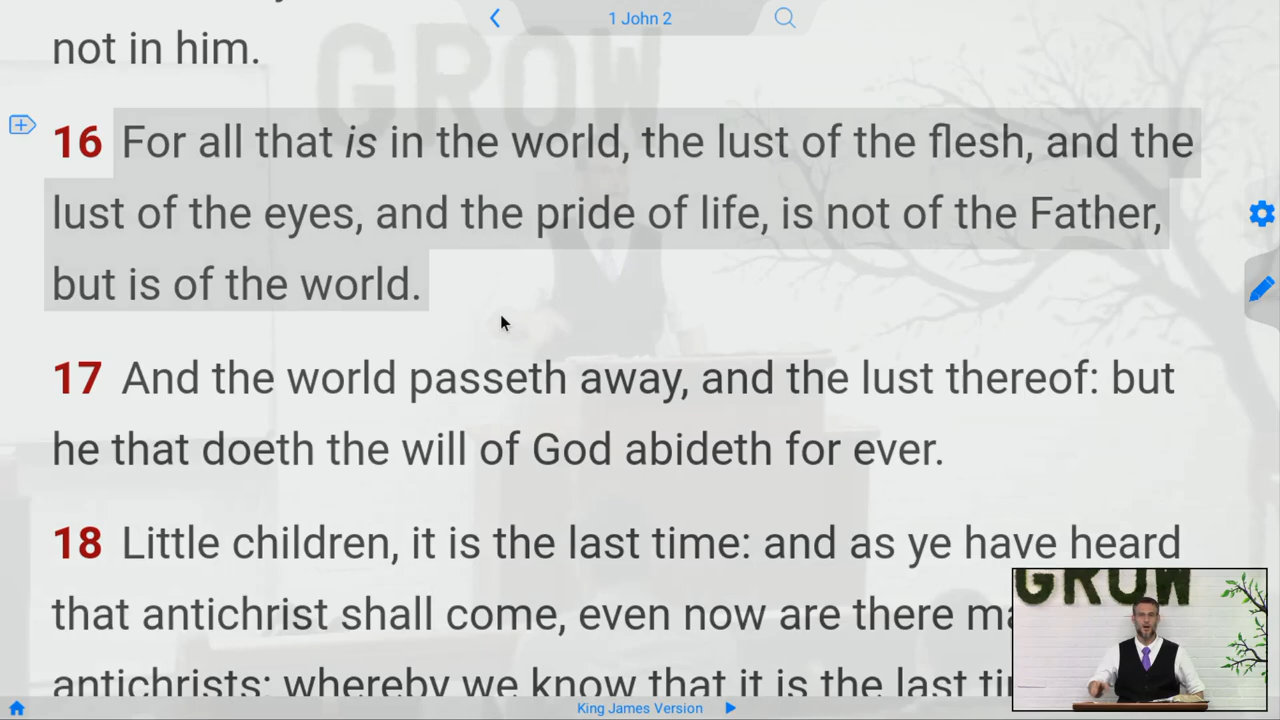 1 John 2
not in him.
GROW
16 For all that is in the world, the lust of the flesh, and the
lust of the eyes, and the pride of life, is not of the Father,
but is of the world.
17 And the world passeth away, and the lust thereof: but
he that doeth the will of God abideth for ever.
18 Little children, it is the last time: and as ye have heard
that antichrist shall come, even now are there
antichrists: whereby we know that it is the last
GROW
King James Version